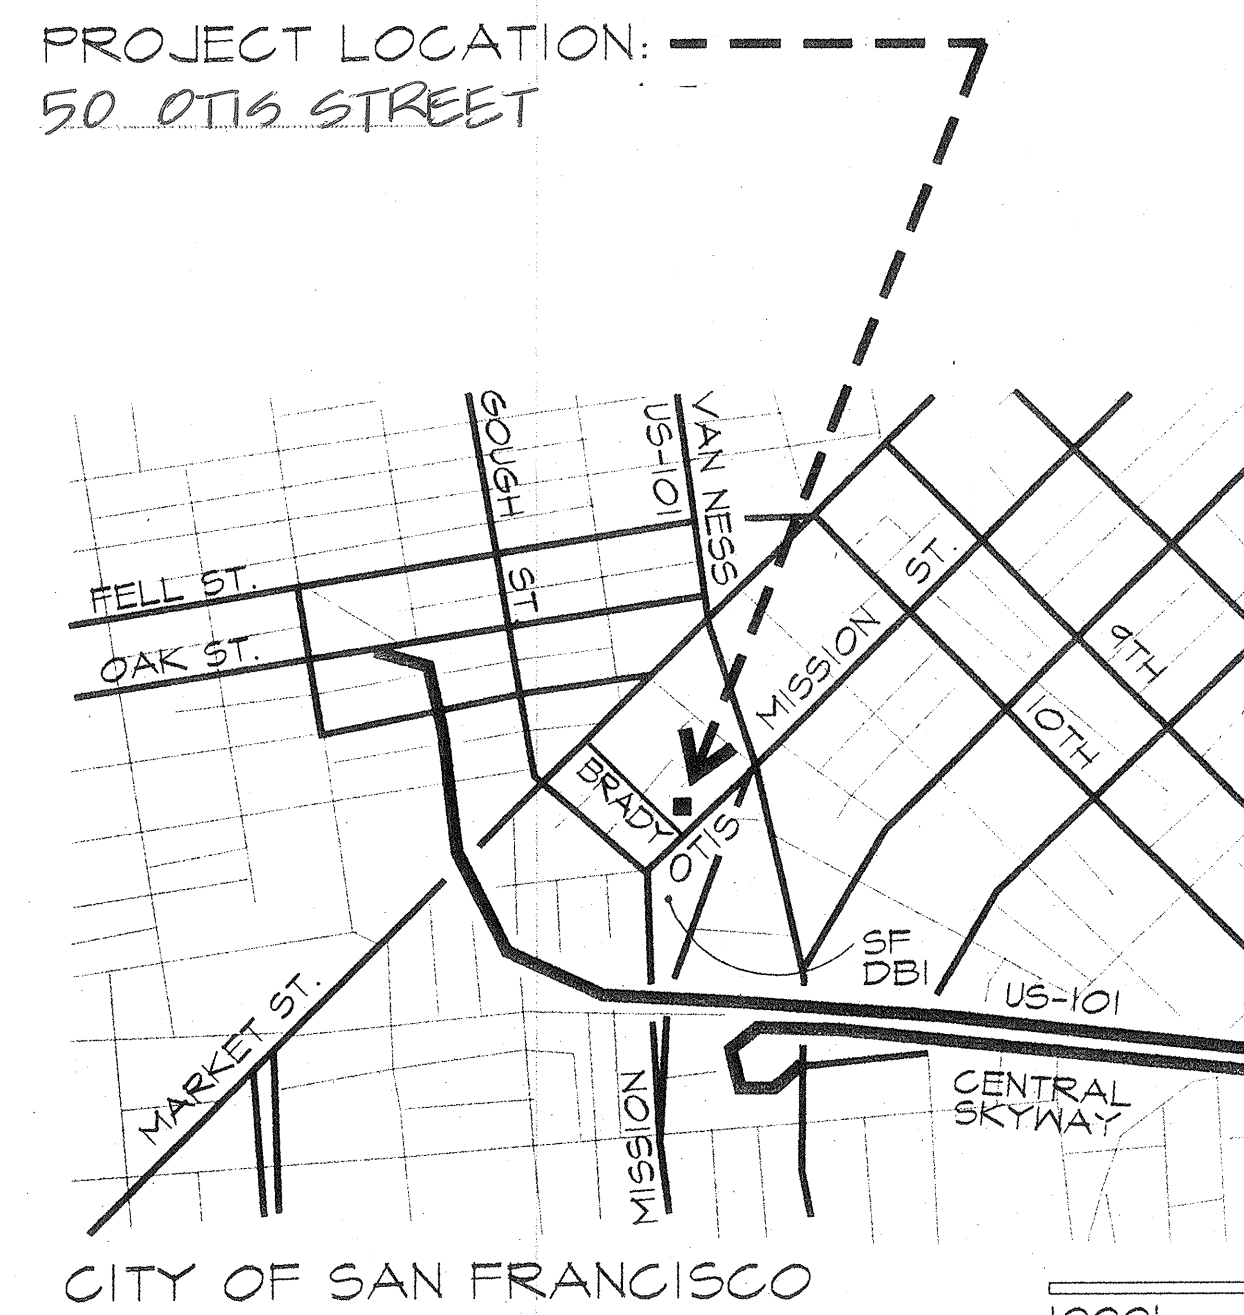 PROJECT LOCATION:
50 OTIS STREET
GOUGH ST.
US-101
VAN NESS
FELL ST.
OAK ST.
MISSION ST.
9TH
10TH
BRADY
OTIS
SF
DBI
US-101
MARKET ST.
MISSION
CENTRAL
SKYWAY
CITY OF SAN FRANCISCO